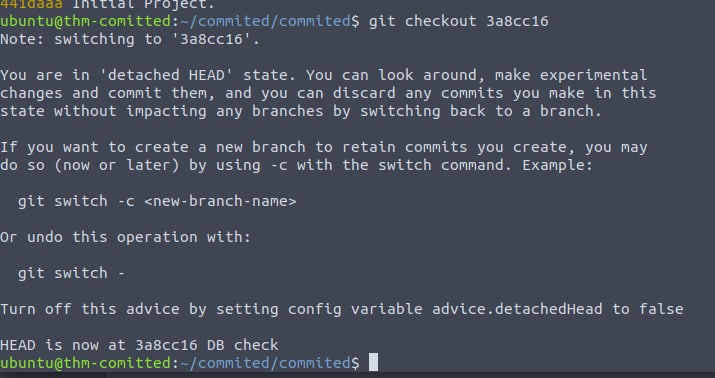 441daaa Initial Project.
ubuntu@thm-comitted:~/commited/commited$ git checkout 3a8cc16
Note: switching to '3a8cc16'.
You are in 'detached HEAD' state. You can look around, make experimental
changes and commit them, and you can discard any commits you make in this
state without impacting any branches by switching back to a branch.
If you want to create a new branch to retain commits you create, you may
do so (now or later) by using -c with the switch command. Example:
git switch -c <new-branch-name>
Or undo this operation with:
git switch -
Turn off this advice by setting config variable advice.detachedHead to false
HEAD is now at 3a8cc16 DB check
ubuntu@thm-comitted:~/commited/commited$